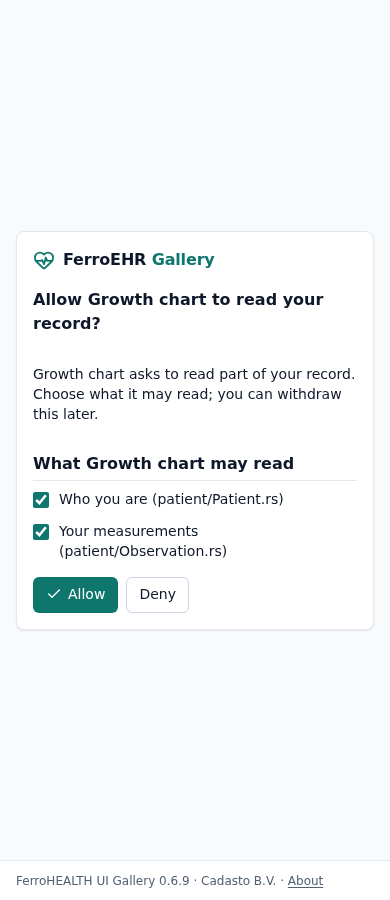 FerroEHR Gallery
Allow Growth chart to read your
record?
Growth chart asks to read part of your record.
Choose what it may read; you can withdraw
this later.
What Growth chart may read
Who you are (patient/Patient.rs)
Your measurements
(patient/Observation.rs)
Allow
Deny
FerroHEALTH UI Gallery 0.6.9 · Cadasto B.V. · About